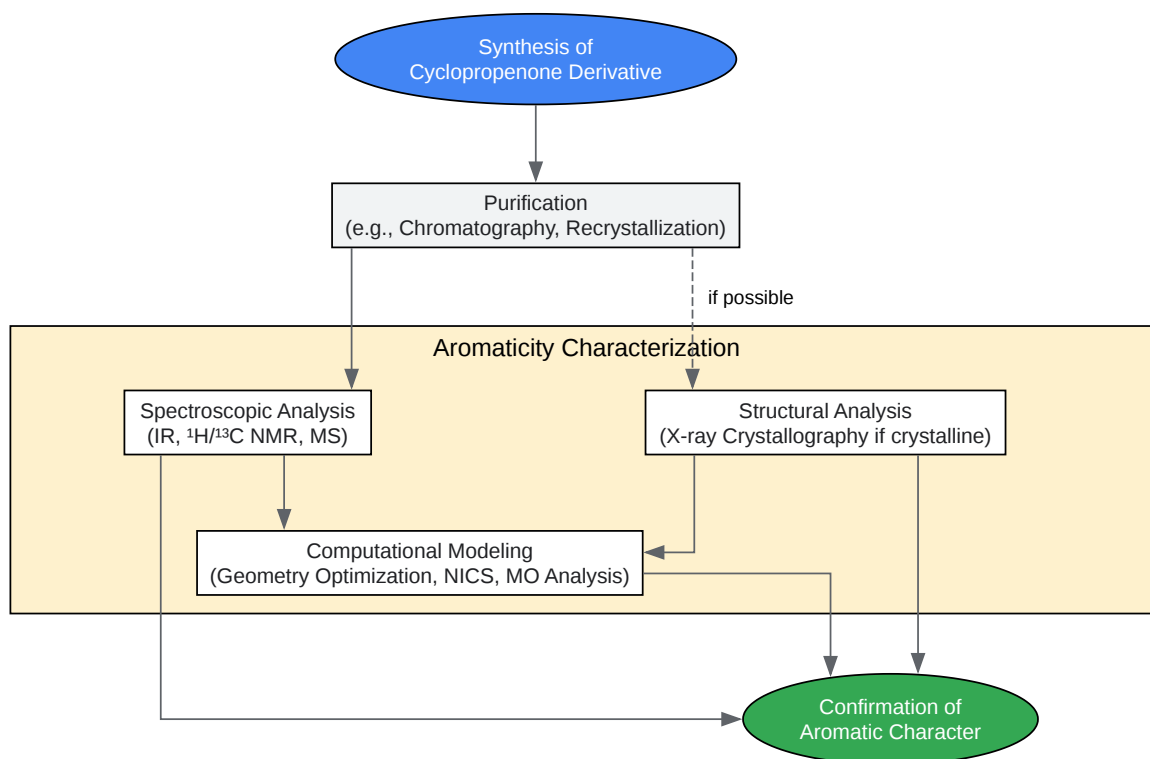 Synthesis of
Cyclopropenone Derivative
Purification
(e.g., Chromatography, Recrystallization)
if possible
Aromaticity Characterization
Spectroscopic Analysis
(IR, ¹H/¹³C NMR, MS)
Structural Analysis
(X-ray Crystallography if crystalline)
Computational Modeling
(Geometry Optimization, NICS, MO Analysis)
Confirmation of
Aromatic Character